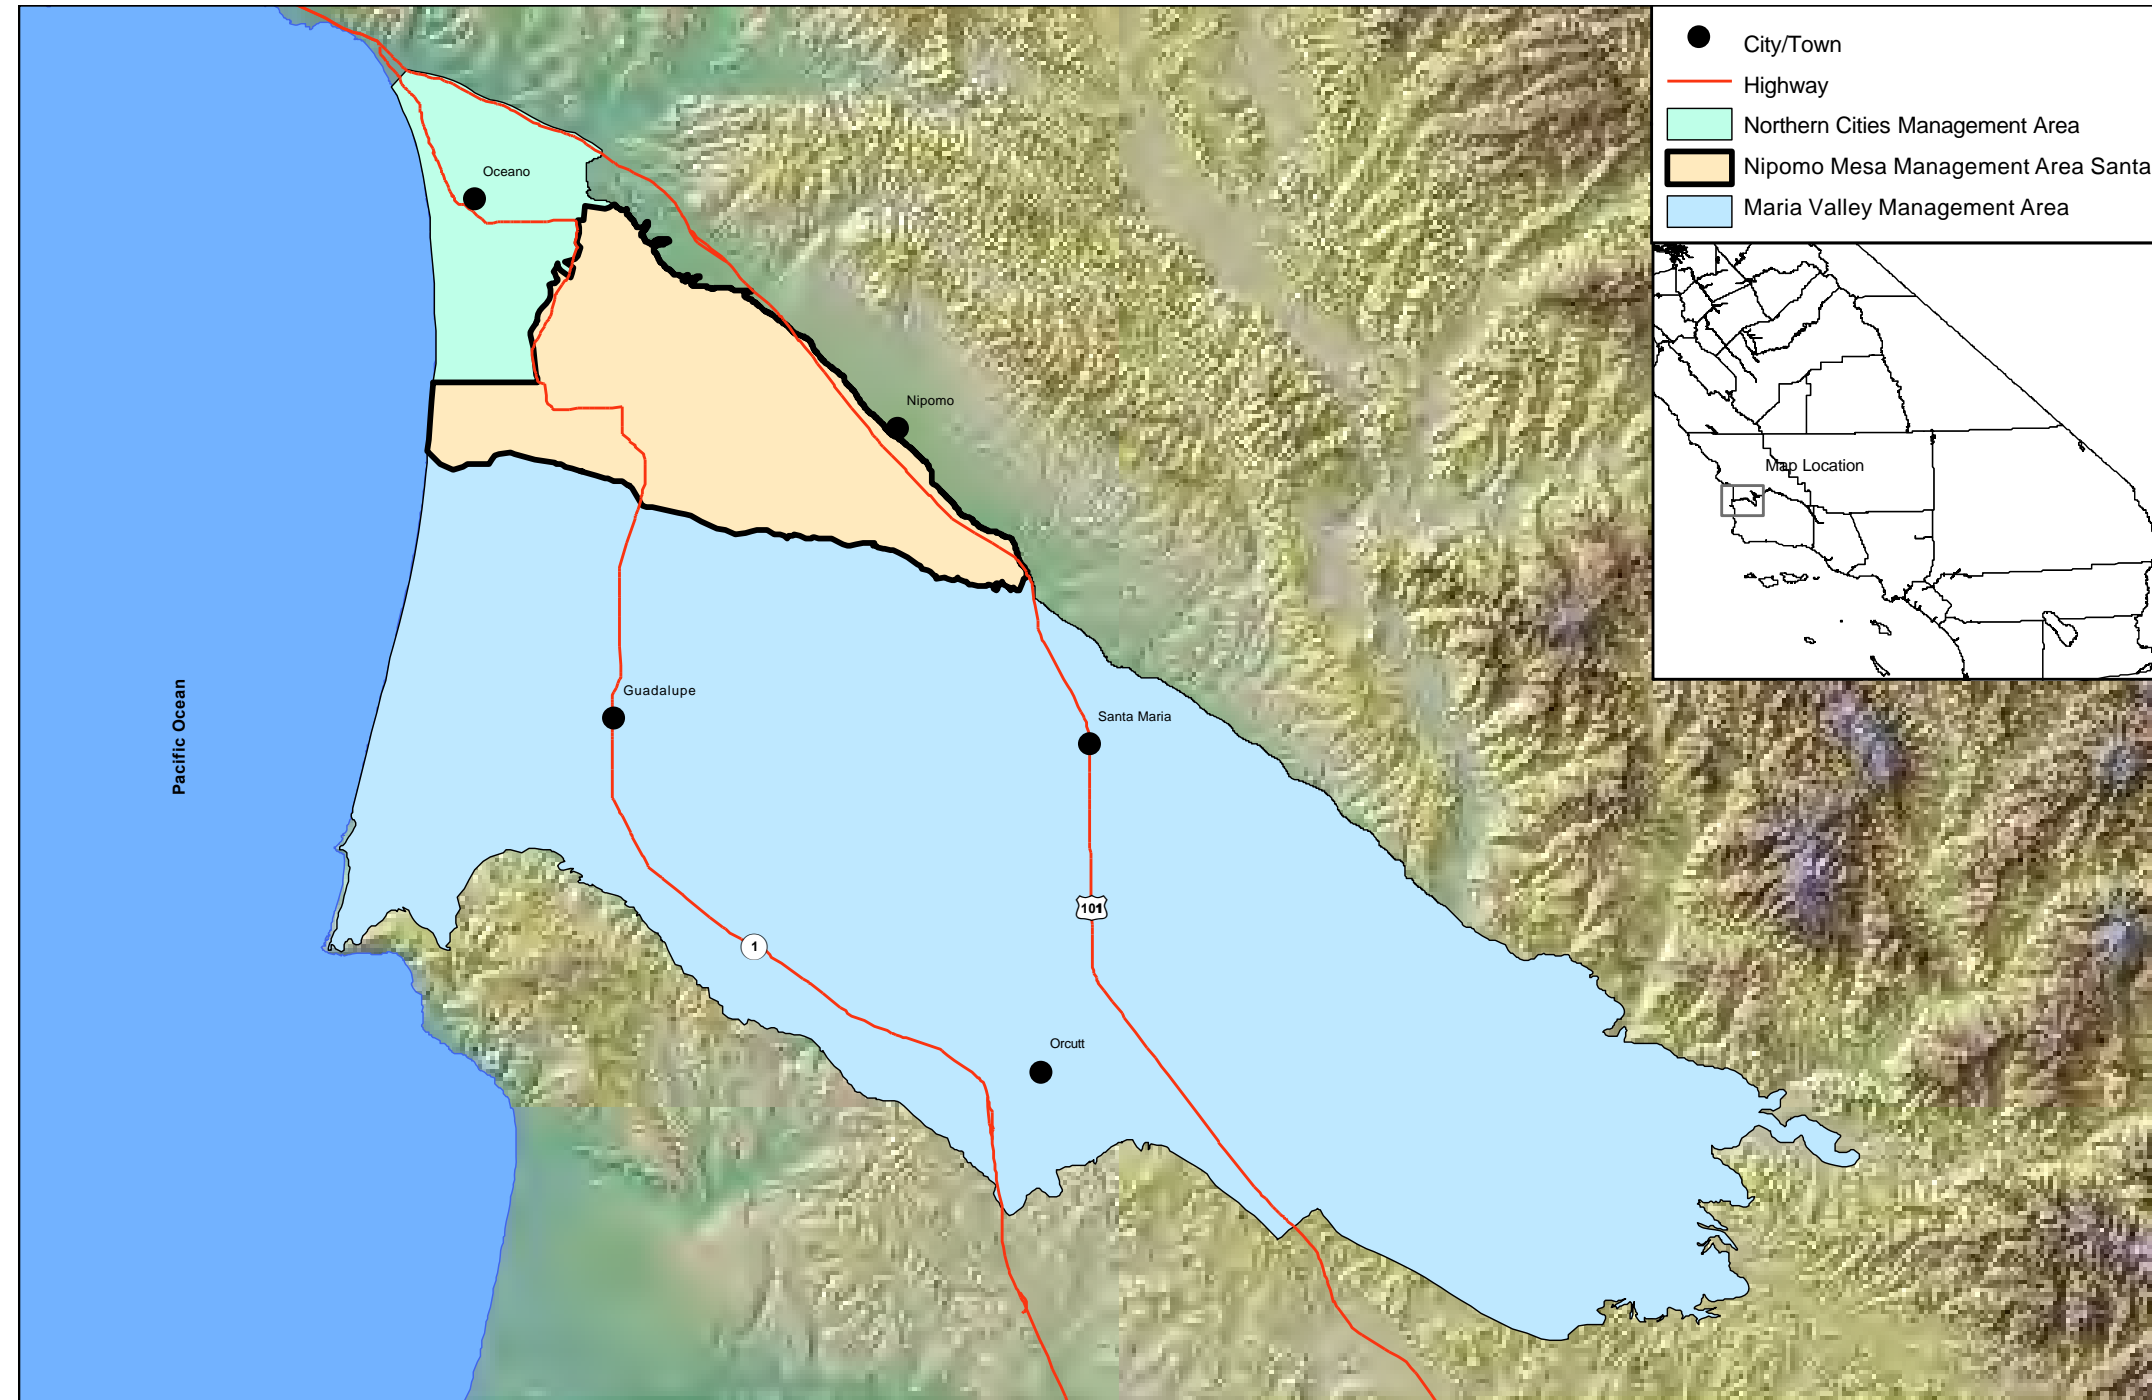 City/Town
Highway
Northern Cities Management Area
Nipomo Mesa Management Area Santa
Maria Valley Management Area
Map Location
Oceano
Nipomo
Guadalupe
Santa Maria
Pacific Ocean
101
1
Orcutt